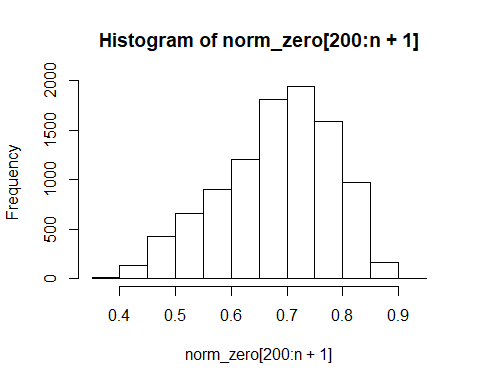 Histogram of norm_zero[200:n + 1]
Frequency
2000
1500
1000
500
0
0.4 0.5 0.6 0.7 0.8 0.9
norm_zero[200:n + 1]